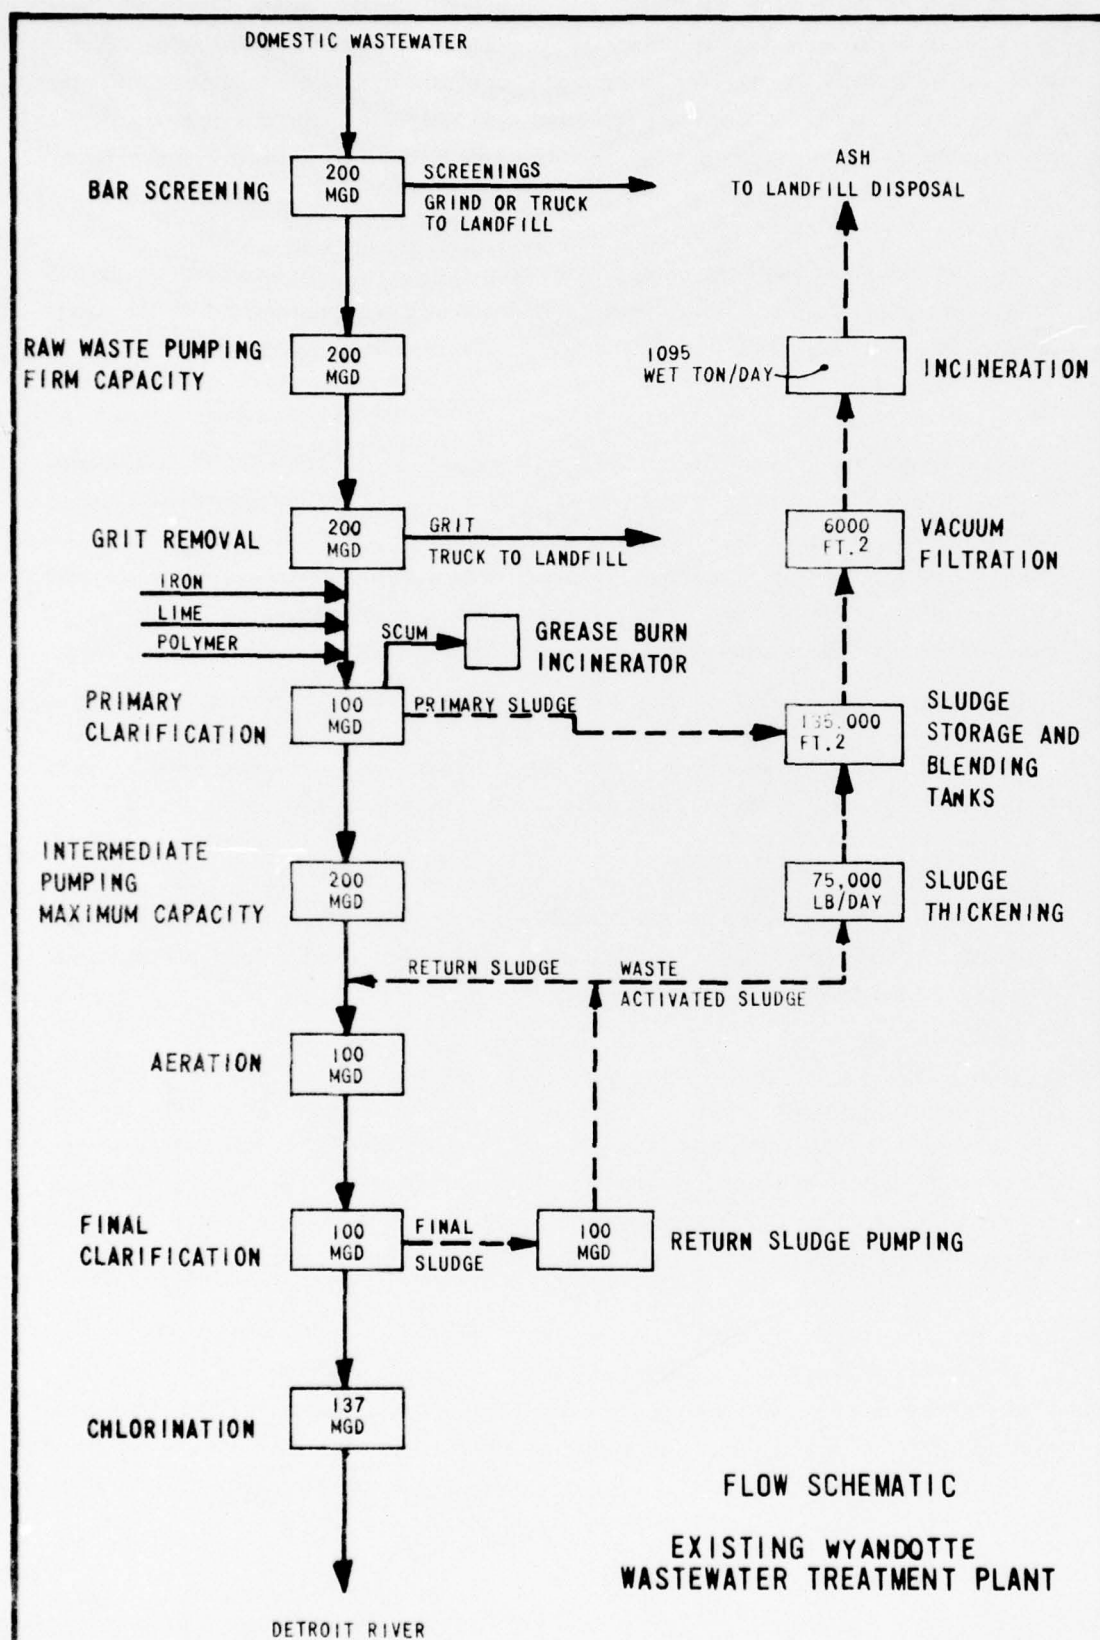 DOMESTIC WASTEWATER
BAR SCREENING
200
MGD
SCREENINGS
GRIND OR TRUCK
TO LANDFILL
ASH
TO LANDFILL DISPOSAL
RAW WASTE PUMPING
FIRM CAPACITY
200
MGD
1095
WET TON/DAY
INCINERATION
GRIT REMOVAL
200
MGD
GRIT
TRUCK TO LANDFILL
6000
FT.2
VACUUM
FILTRATION
IRON
LIME
POLYMER
SCUM
GREASE BURN
INCINERATOR
PRIMARY
CLARIFICATION
100
MGD
PRIMARY SLUDGE
FT.2
SLUDGE
STORAGE AND
BLENDING
TANKS
INTERMEDIATE
PUMPING
MAXIMUM CAPACITY
200
MGD
75,000
LB/DAY
SLUDGE
THICKENING
RETURN SLUDGE
WASTE
ACTIVATED SLUDGE
AERATION
100
MGD
FINAL
CLARIFICATION
100
MGD
FINAL
SLUDGE
100
MGD
RETURN SLUDGE PUMPING
CHLORINATION
137
MGD
FLOW SCHEMATIC
EXISTING WYANDOTTE
WASTEWATER TREATMENT PLANT
DETROIT RIVER